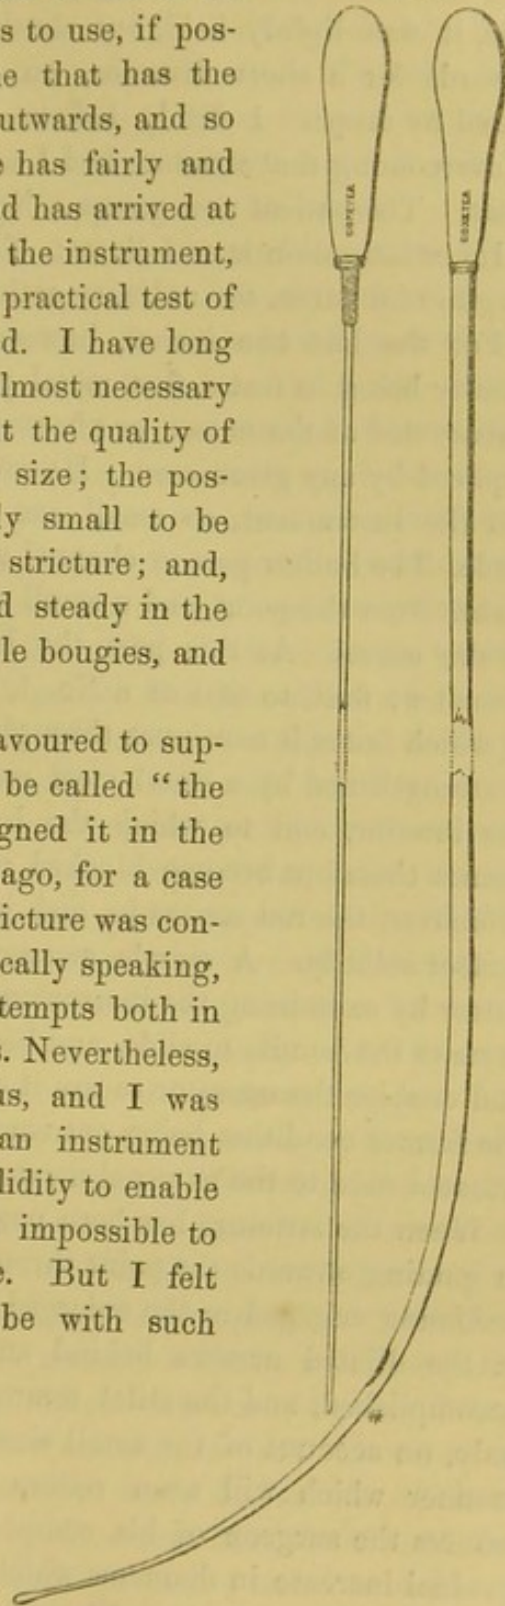 s to use, if pos-
e that has the
utwards, and so
e has fairly and
d has arrived at
the instrument,
practical test of
d. I have long
lmost necessary
t the quality of
size; the pos-
ly small to be
stricture; and,
d steady in the
le bougies, and
avoured to sup-
be called "the
gned it in the
ago, for a case
icture was con-
cally speaking,
tempts both in
s. Nevertheless,
us, and I was
an instrument
lidity to enable
impossible to
e. But I felt
be with such
COXETER
COXETER